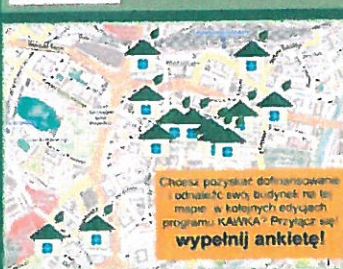 Chcesz pozyskać dofinansowanie
i odnaleźć swój budynek na tej
mapie w kolejnych edycjach
programu KAWKA? Przyłącz się!
wypełnij ankietę!